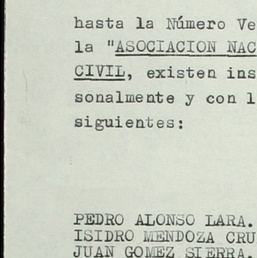 hasta la Número Ve
la "ASOCIACION NAC
CIVIL, existen ins
sonalmente y con l
siguientes:
PEDRO ALONSO LARA.
ISIDRO MENDOZA CRU
JUAN GOMEZ SIERRA.